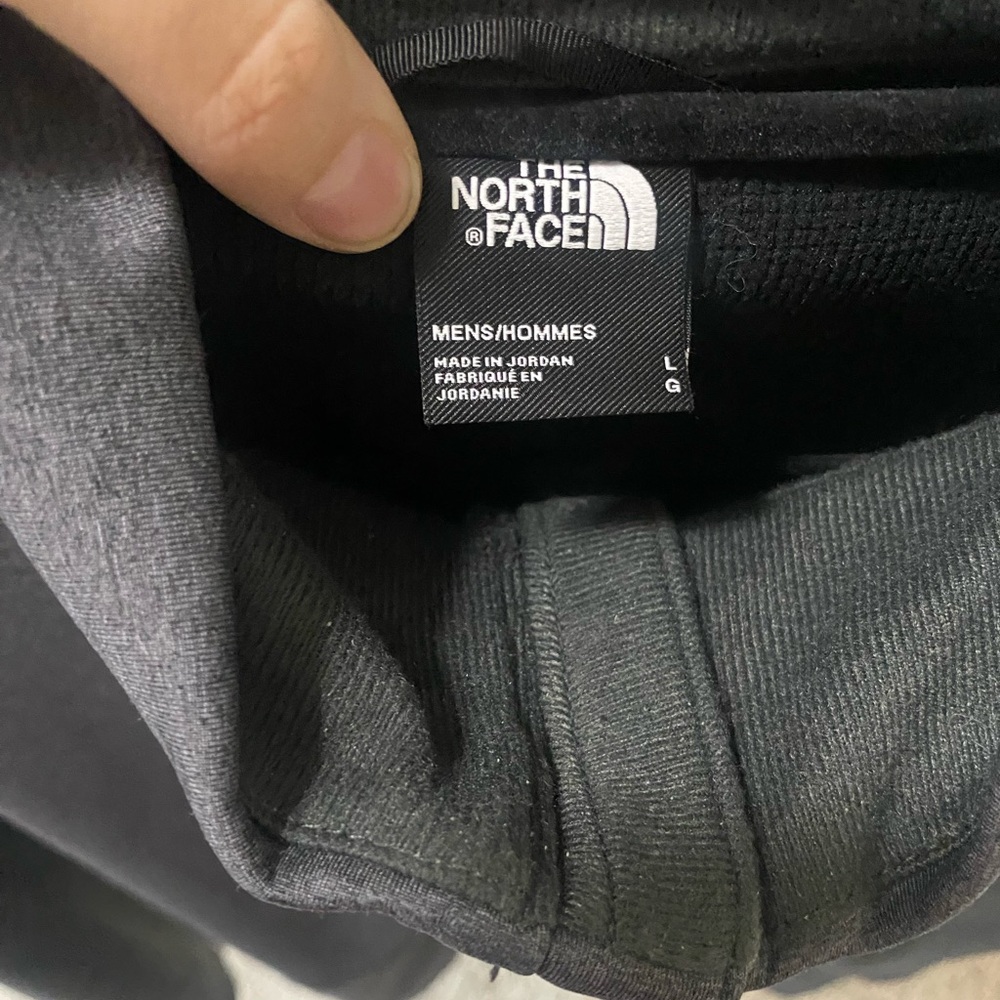 THE
NORTH
® FACE
MENS/HOMMES
MADE IN JORDAN
FABRIQUÉ EN
JORDANIE
L
G